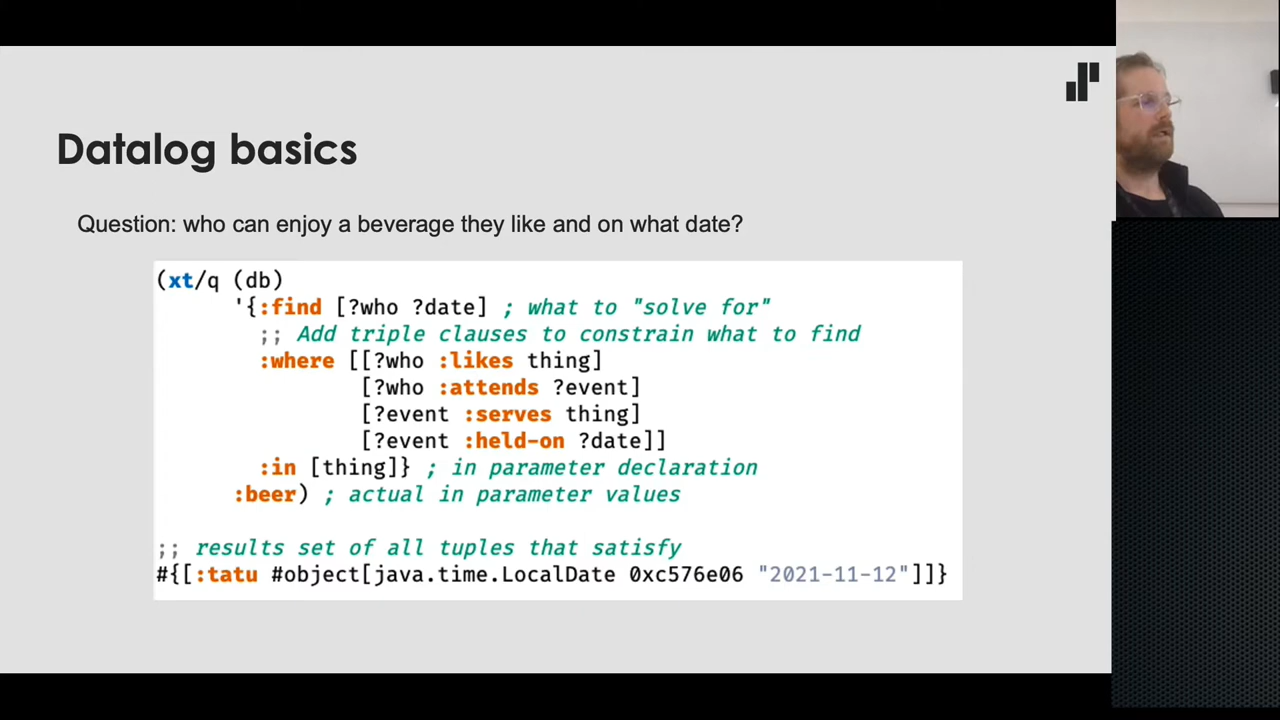 Datalog basics
Question: who can enjoy a beverage they like and on what date?
(xt/q (db)
'{:find [?who ?date] ; what to "solve for"
;; Add triple clauses to constrain what to find
:where [[?who :likes thing]
[?who :attends ?event]
[?event :serves thing]
[?event :held-on ?date]]
:in [thing]} ; in parameter declaration
:beer) ; actual in parameter values
;; results set of all tuples that satisfy
#{[:tatu #object[java.time.LocalDate 0xc576e06 "2021-11-12"]]}